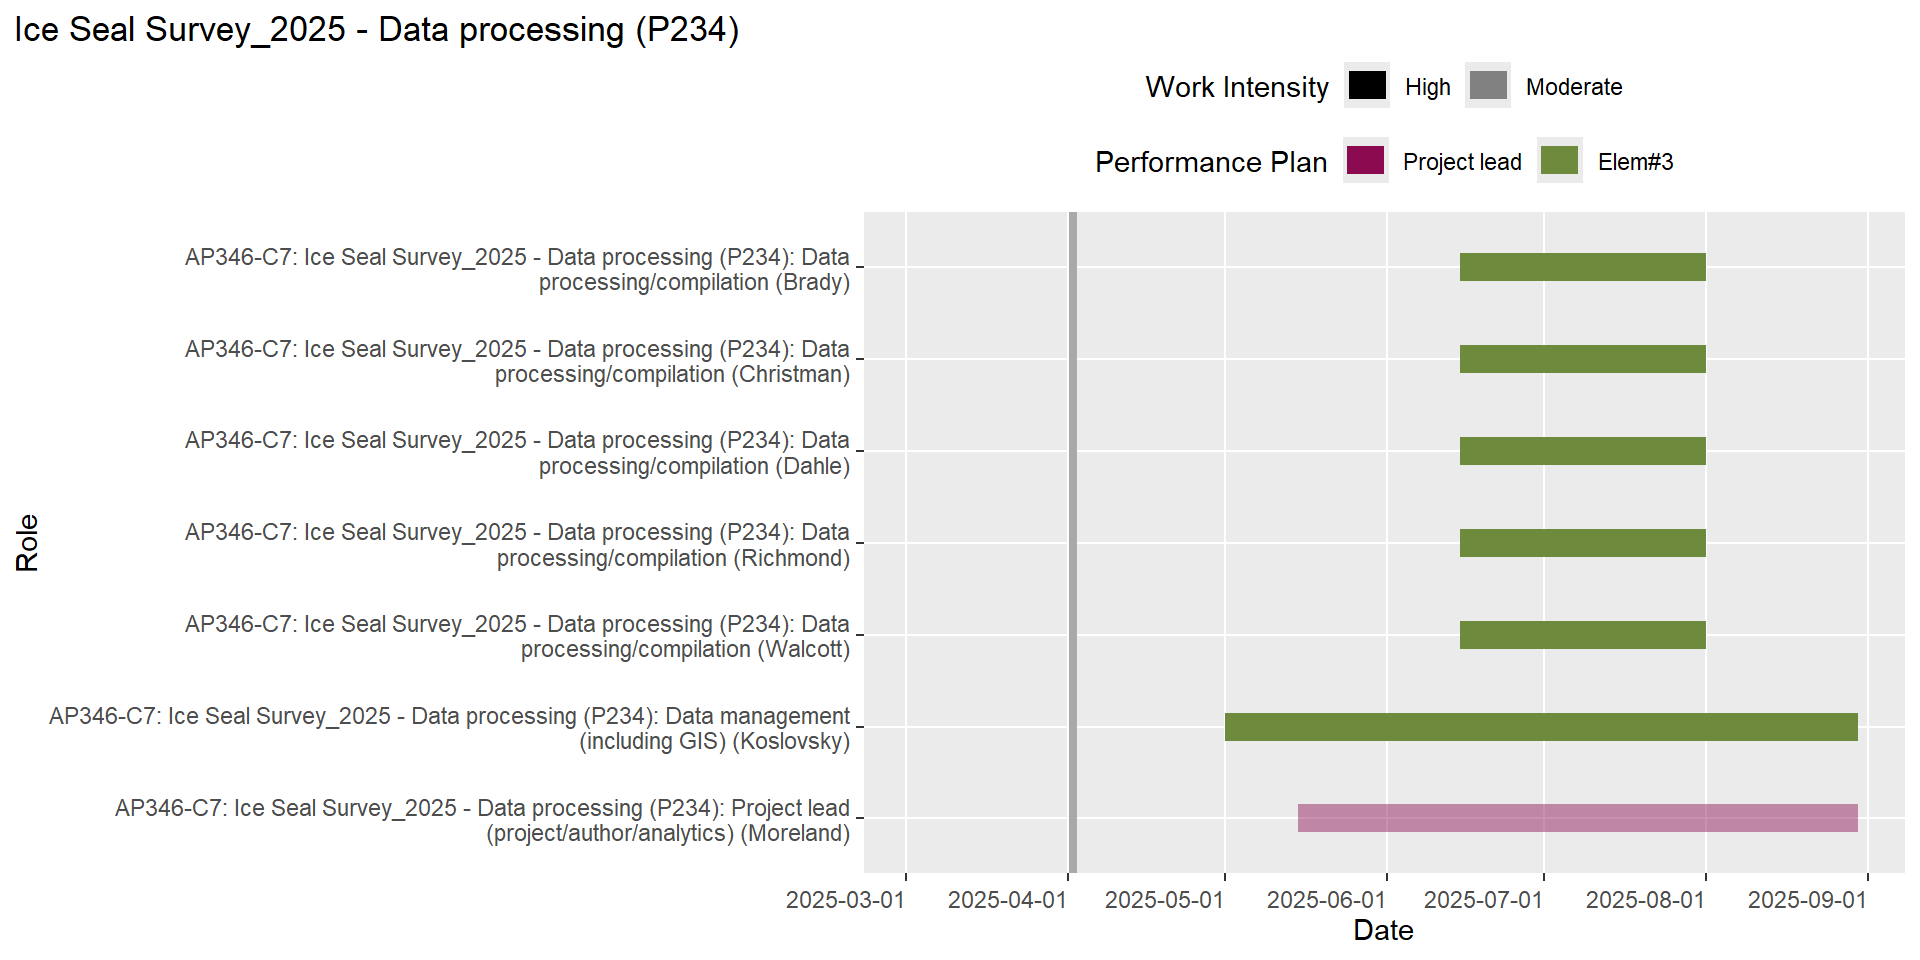 Ice Seal Survey_2025 - Data processing (P234)
Work Intensity High Moderate
Performance Plan Project lead Elem#3
AP346-C7: Ice Seal Survey_2025 - Data processing (P234): Data
processing/compilation (Brady)
AP346-C7: Ice Seal Survey_2025 - Data processing (P234): Data
processing/compilation (Christman)
AP346-C7: Ice Seal Survey_2025 - Data processing (P234): Data
processing/compilation (Dahle)
AP346-C7: Ice Seal Survey_2025 - Data processing (P234): Data
processing/compilation (Richmond)
AP346-C7: Ice Seal Survey_2025 - Data processing (P234): Data
processing/compilation (Walcott)
AP346-C7: Ice Seal Survey_2025 - Data processing (P234): Data management
(including GIS) (Koslovsky)
AP346-C7: Ice Seal Survey_2025 - Data processing (P234): Project lead
(project/author/analytics) (Moreland)
Role
2025-03-01 2025-04-01 2025-05-01 2025-06-01 2025-07-01 2025-08-01 2025-09-01
Date